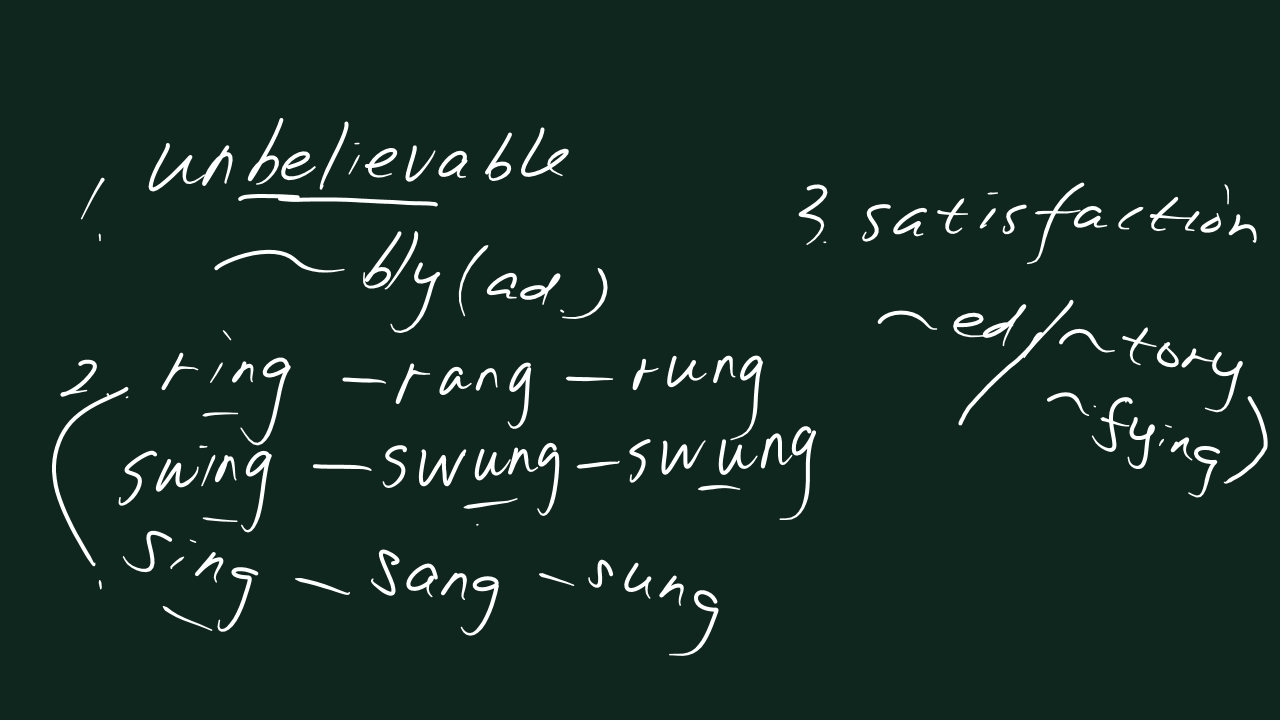 1. unbelievable
~bly (ad.)
2. ring - rang - rung
swing - swung - swung
sing - sang - sung
3. satisfaction
~ed / ~tory
~fying)